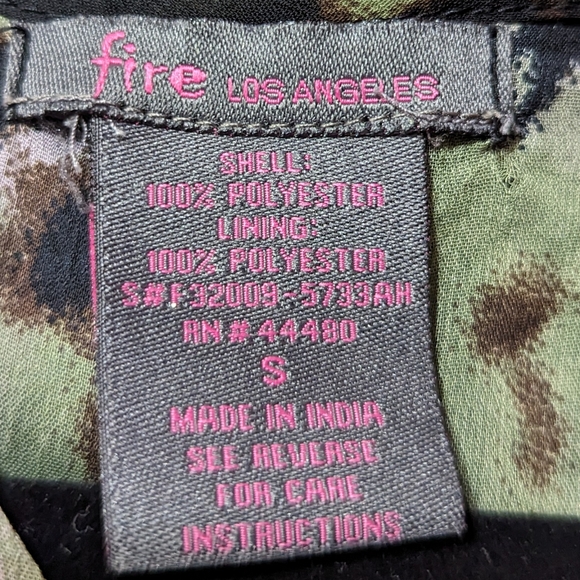 fire LOS ANGELES
SHELL:
100% POLYESTER
LINING:
100% POLYESTER
S#F32009-5733AH
RN# 44480
S
MADE IN INDIA
SEE REVERSE
FOR CARE
INSTRUCTIONS